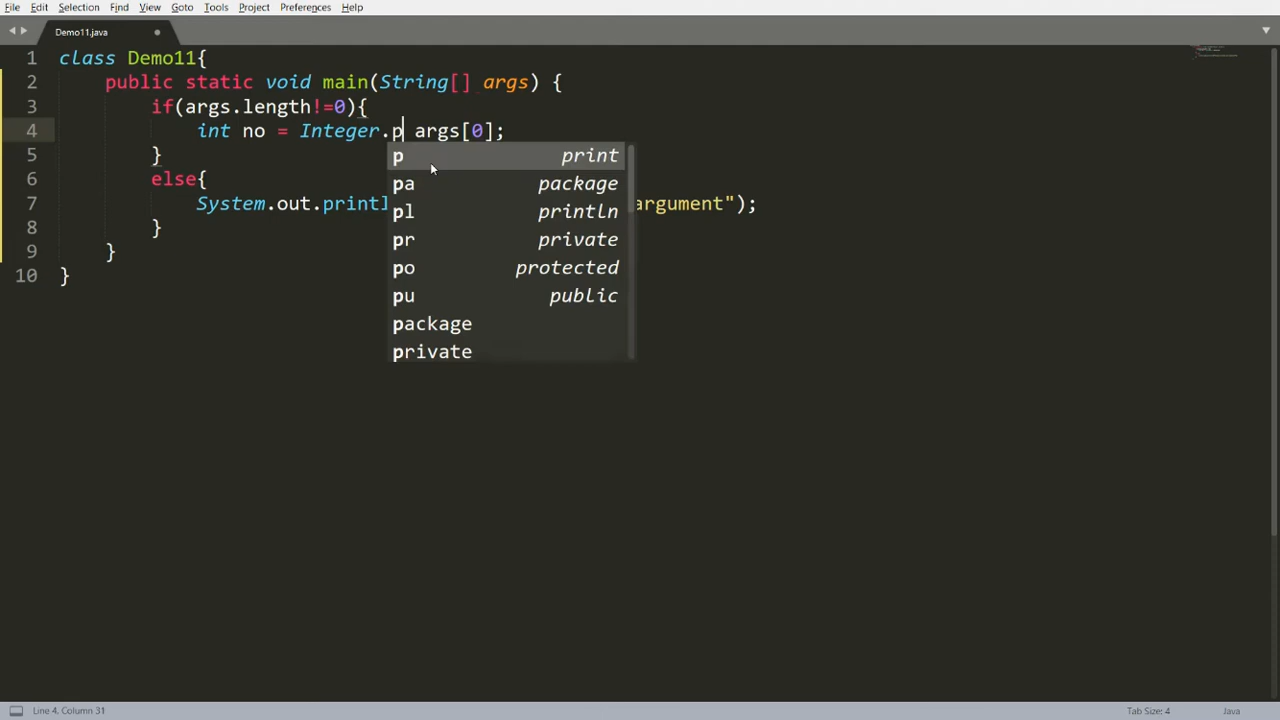 File Edit Selection Find View Goto Tools Project Preferences Help
Demo11.java
1 class Demo11{
2 public static void main(String[] args) {
3 if(args.length!=0){
4 int no = Integer.p args[0];
5 }
6 else{
7 System.out.printl argument");
8 }
9 }
10 }
p print
pa package
pl println
pr private
po protected
pu public
package
private
Line 4, Column 31 Tab Size: 4 Java